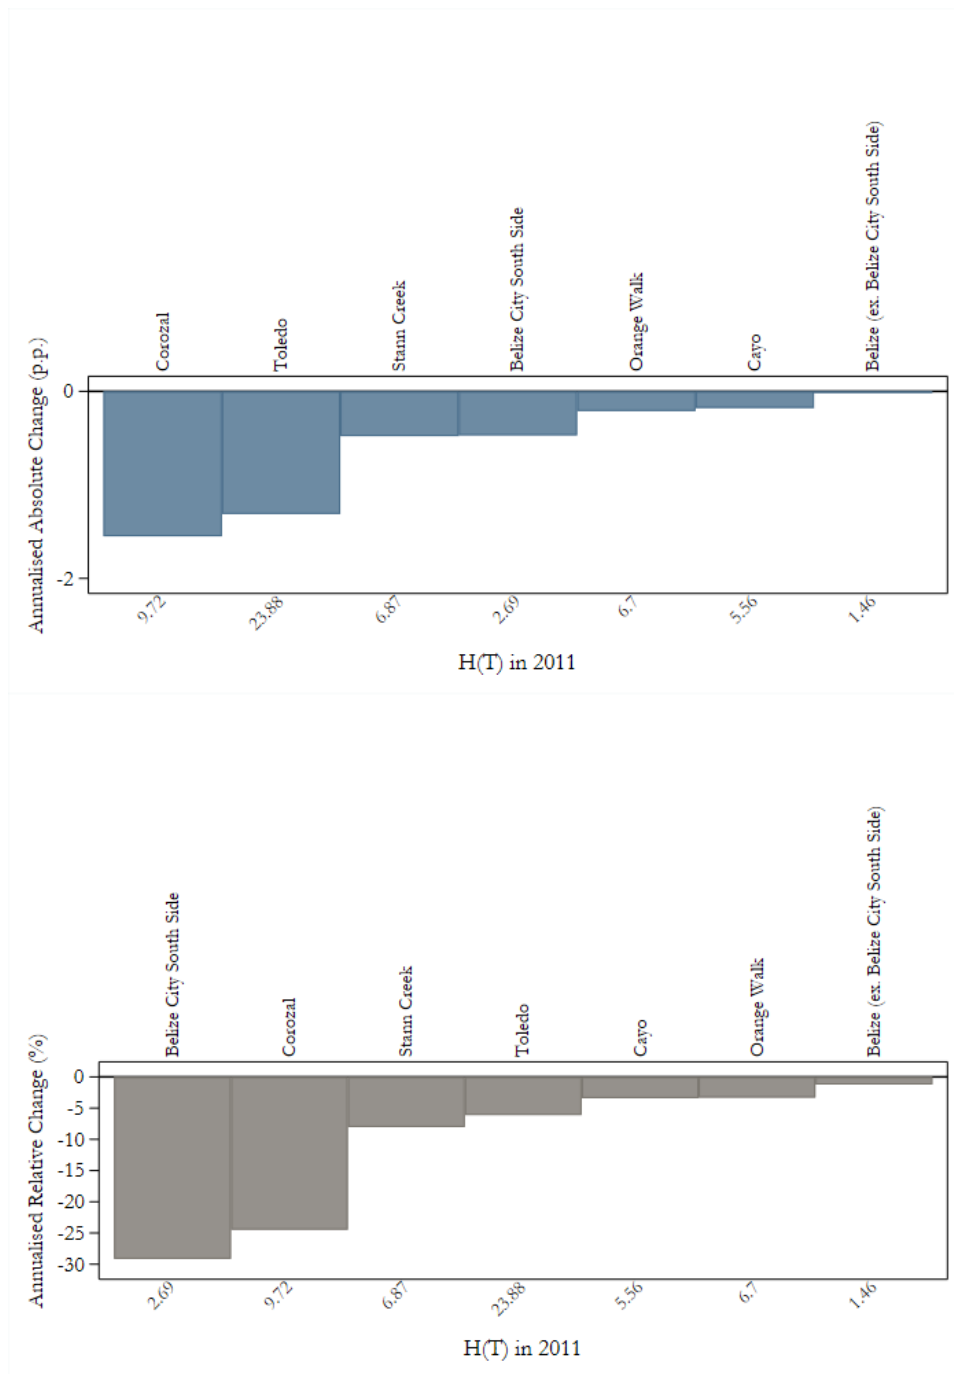 Corozal
Toledo
Stann Creek
Belize City South Side
Orange Walk
Cayo
Belize (ex. Belize City South Side)
Annualised Absolute Change (p.p.)
0
-2
9.72
23.88
6.87
2.69
6.7
5.56
1.46
H(T) in 2011
Belize City South Side
Corozal
Stann Creek
Toledo
Cayo
Orange Walk
Belize (ex. Belize City South Side)
Annualised Relative Change (%)
0
-5
-10
-15
-20
-25
-30
2.69
9.72
6.87
23.88
5.56
6.7
1.46
H(T) in 2011